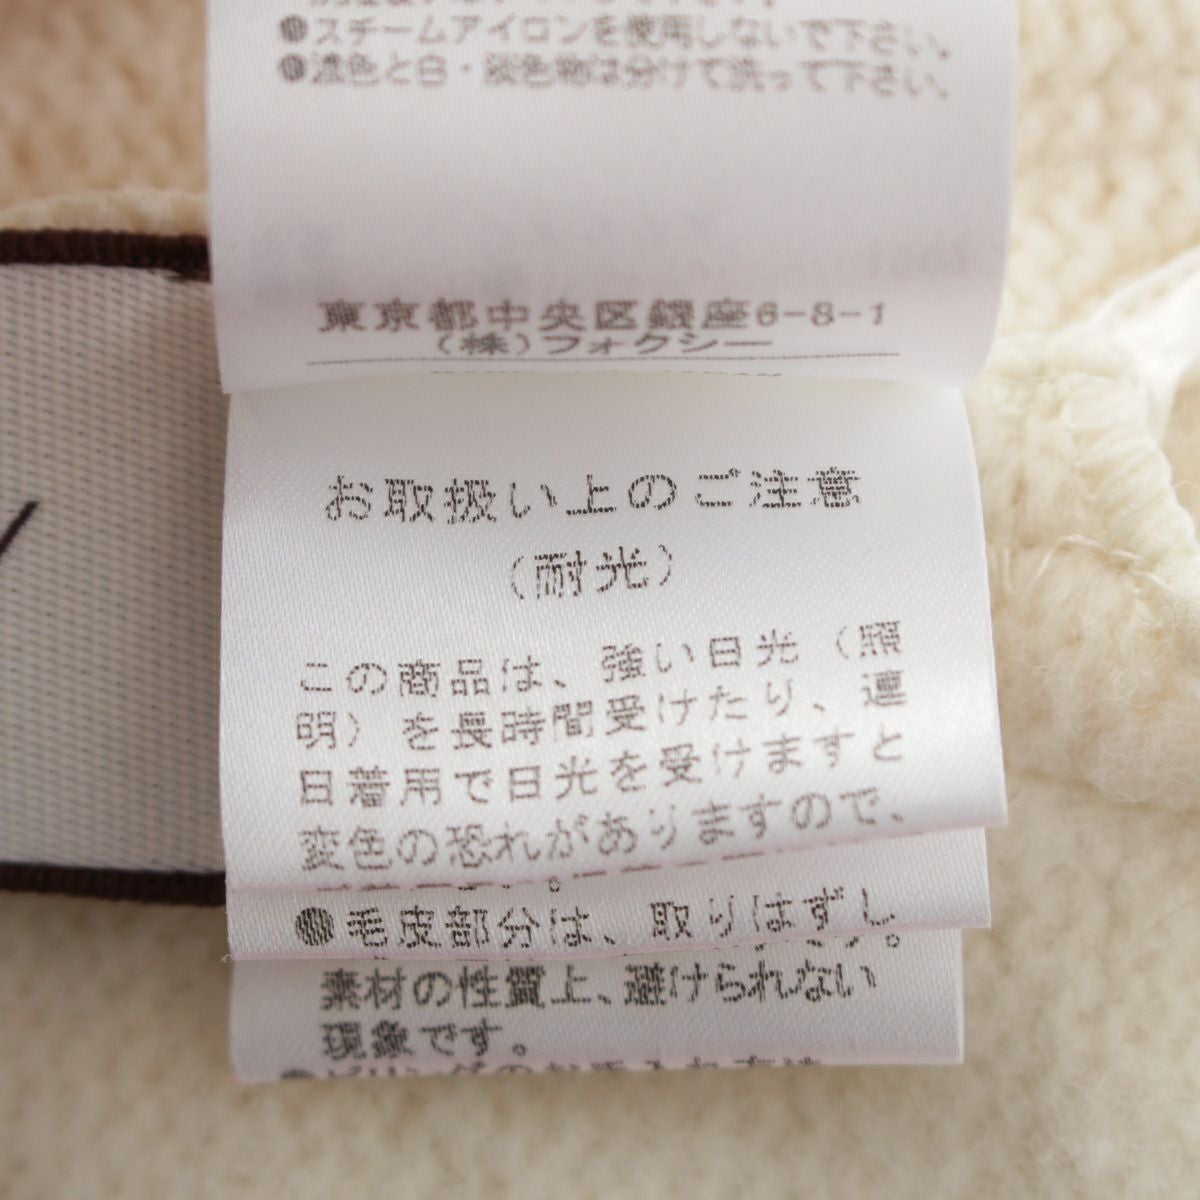 ●スチームアイロンを使用しないで下さい。
●濃色と白・淡色物は分けて洗って下さい。
東京都中央区銀座6-8-1
(株)フォクシー
お取扱い上のご注意
(耐光)
この商品は、強い日光(照
明)を長時間受けたり、連
日着用で日光を受けますと
変色の恐れがありますので、
●毛皮部分は、取りはずし
素材の性質上、避けられない
現象です。